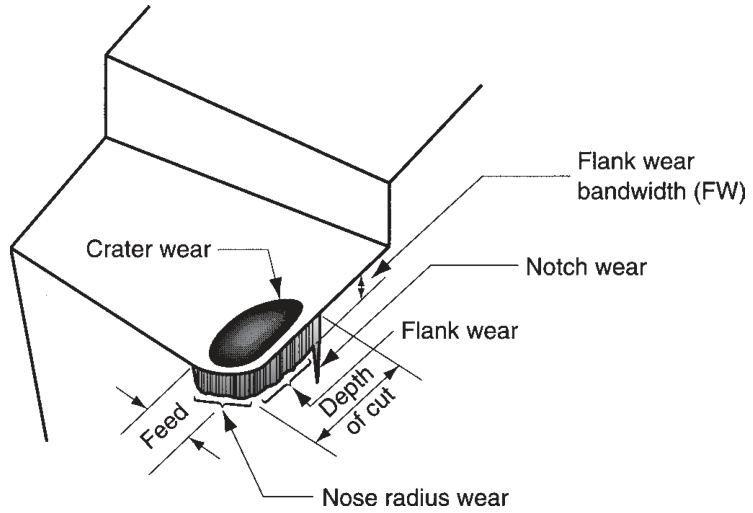 Flank wear
bandwidth (FW)
Crater wear
Notch wear
Flank wear
Depth
of cut
Feed
Nose radius wear